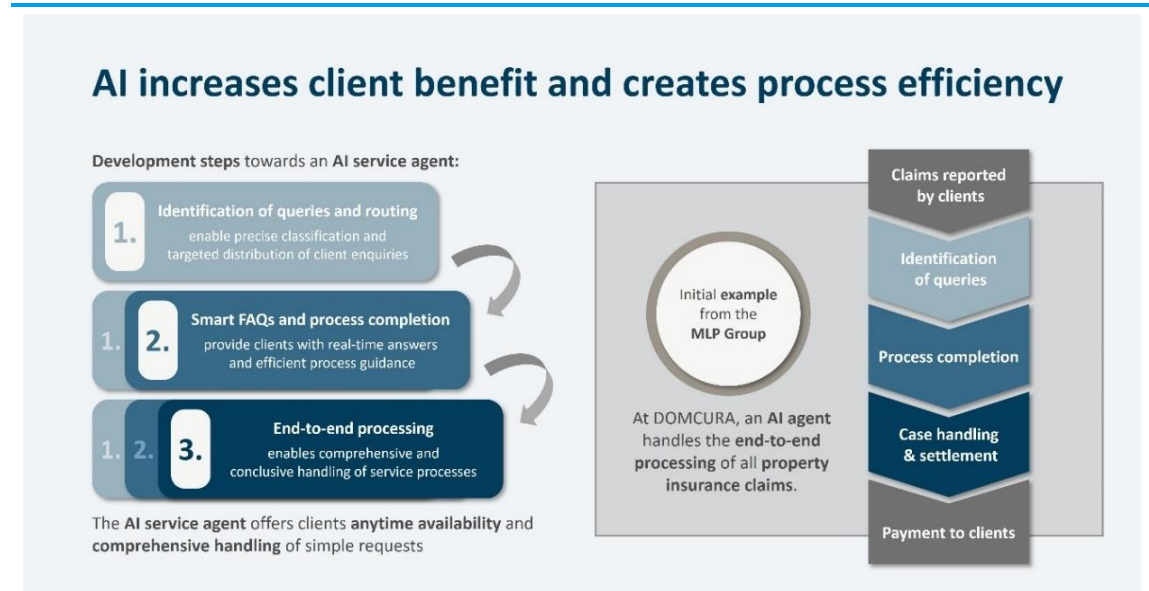 AI increases client benefit and creates process efficiency
Development steps towards an AI service agent:
1.
Identification of queries and routing
enable precise classification and
targeted distribution of client enquiries
1.
2.
Smart FAQs and process completion
provide clients with real-time answers
and efficient process guidance
1.
2.
3.
End-to-end processing
enables comprehensive and
conclusive handling of service processes
The AI service agent offers clients anytime availability and
comprehensive handling of simple requests
Initial example
from the
MLP Group
At DOMCURA, an AI agent
handles the end-to-end
processing of all property
insurance claims.
Claims reported
by clients
Identification
of queries
Process completion
Case handling
& settlement
Payment to clients